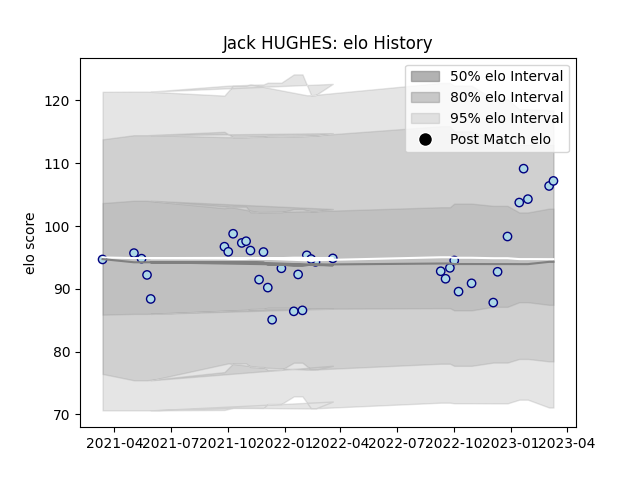 Jack HUGHES: elo History
50% elo Interval
80% elo Interval
95% elo Interval
Post Match elo
elo score
120
110
100
90
80
70
2021-04 2021-07 2021-10 2022-01 2022-04 2022-07 2022-10 2023-01 2023-04